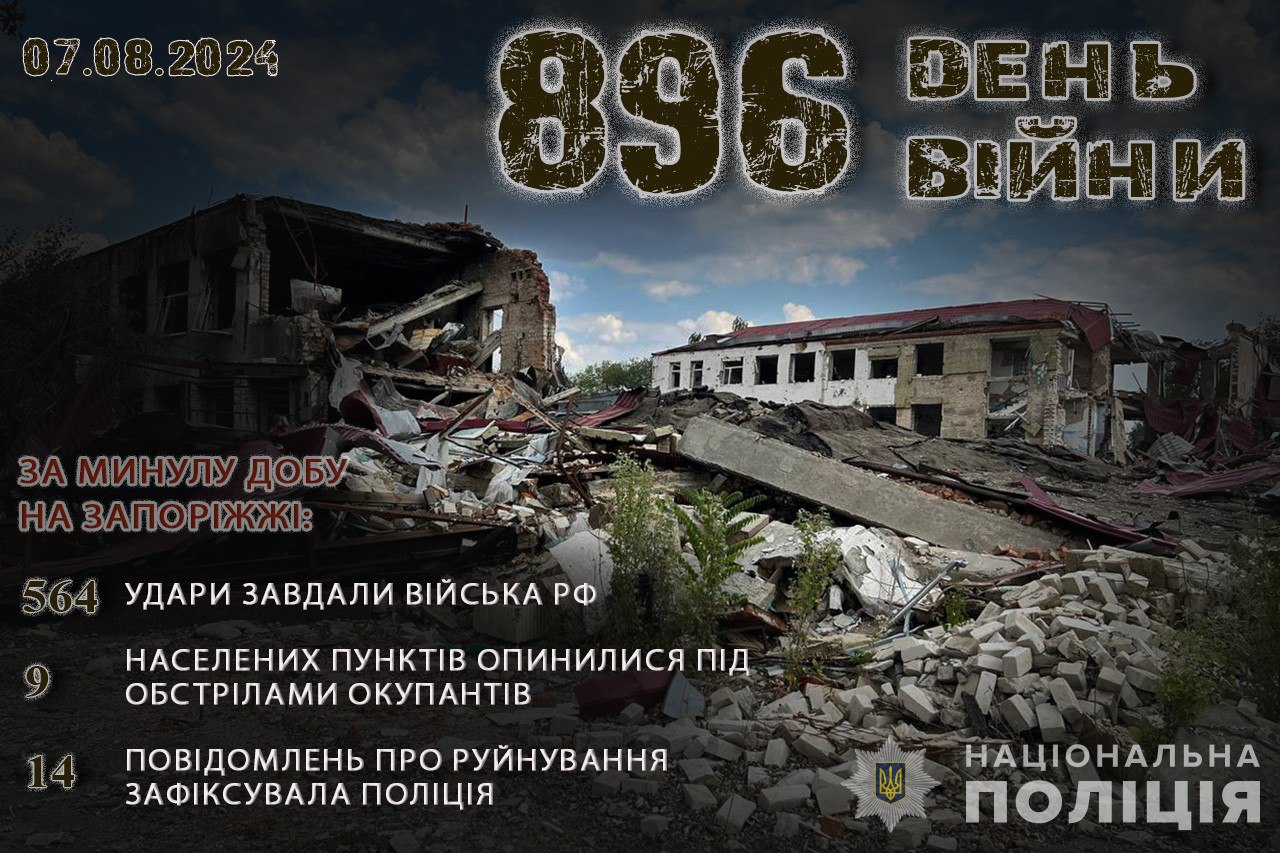 07.08.2024
896 ДЕНЬ
ВІЙНИ
ЗА МИНУЛУ ДОБУ
НА ЗАПОРІЖЖІ:
564 УДАРИ ЗАВДАЛИ ВІЙСЬКА РФ
9 НАСЕЛЕНИХ ПУНКТІВ ОПИНИЛИСЯ ПІД
ОБСТРІЛАМИ ОКУПАНТІВ
14 ПОВІДОМЛЕНЬ ПРО РУЙНУВАННЯ
ЗАФІКСУВАЛА ПОЛІЦІЯ
НАЦІОНАЛЬНА
ПОЛІЦІЯ